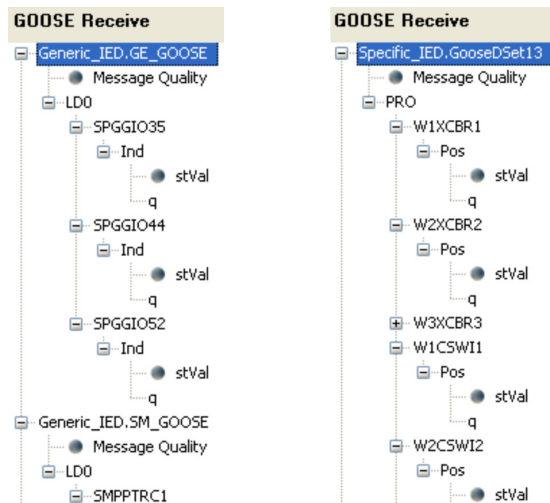 GOOSE Receive
Generic_IED.GE_GOOSE
Message Quality
LD0
SPGGIO35
Ind
stVal
q
SPGGIO44
Ind
stVal
q
SPGGIO52
Ind
stVal
q
Generic_IED.SM_GOOSE
Message Quality
LD0
SMPPTRC1
GOOSE Receive
Specific_IED.GooseDSet13
Message Quality
PRO
W1XCBR1
Pos
stVal
q
W2XCBR2
Pos
stVal
q
W3XCBR3
W1CSWI1
Pos
stVal
q
W2CSWI2
Pos
stVal